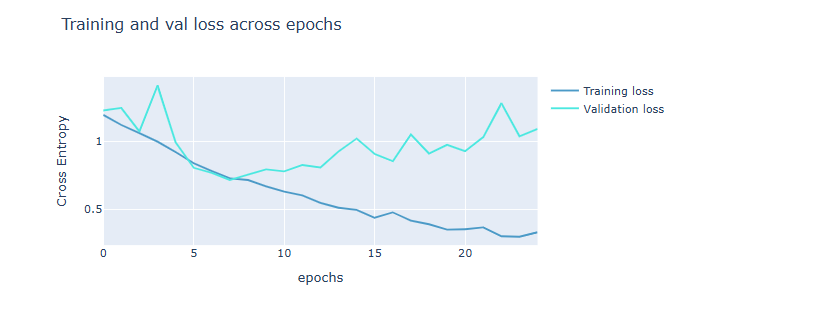 Training and val loss across epochs
Training loss
Validation loss
Cross Entropy
1
0.5
0 5 10 15 20
epochs